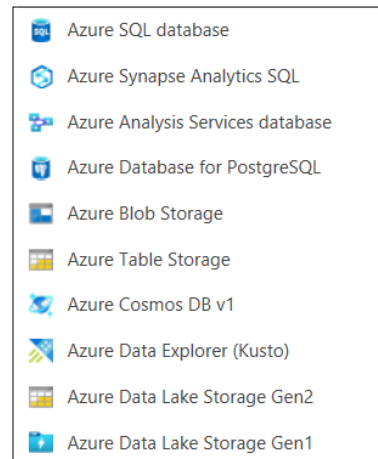 SQL Azure SQL database
Azure Synapse Analytics SQL
Azure Analysis Services database
Azure Database for PostgreSQL
Azure Blob Storage
Azure Table Storage
Azure Cosmos DB v1
Azure Data Explorer (Kusto)
Azure Data Lake Storage Gen2
Azure Data Lake Storage Gen1